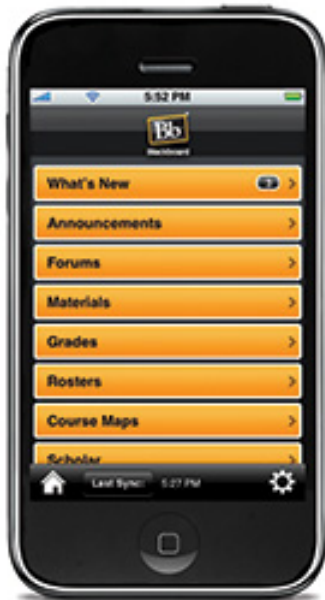 5:52 PM
Bb
Blackboard
What's New
Announcements
Forums
Materials
Grades
Rosters
Course Maps
Scholar
Last Sync: 5:27 PM